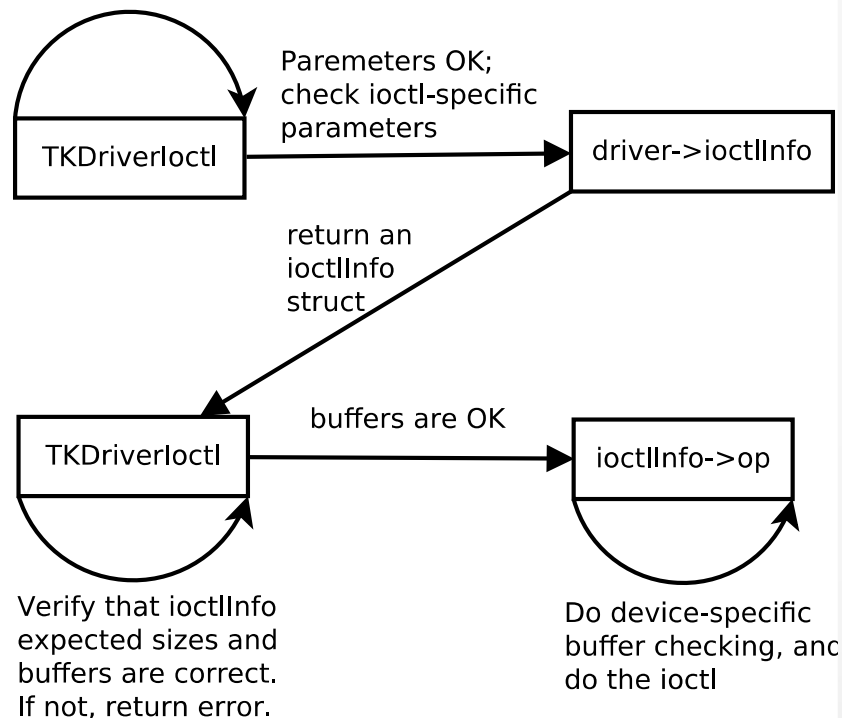 Paremeters OK;
check ioctl-specific
parameters
TKDriverIoctl
driver->ioctlInfo
return an
ioctlInfo
struct
buffers are OK
TKDriverIoctl
ioctlInfo->op
Verify that ioctlInfo
expected sizes and
buffers are correct.
If not, return error.
Do device-specific
buffer checking, and
do the ioctl